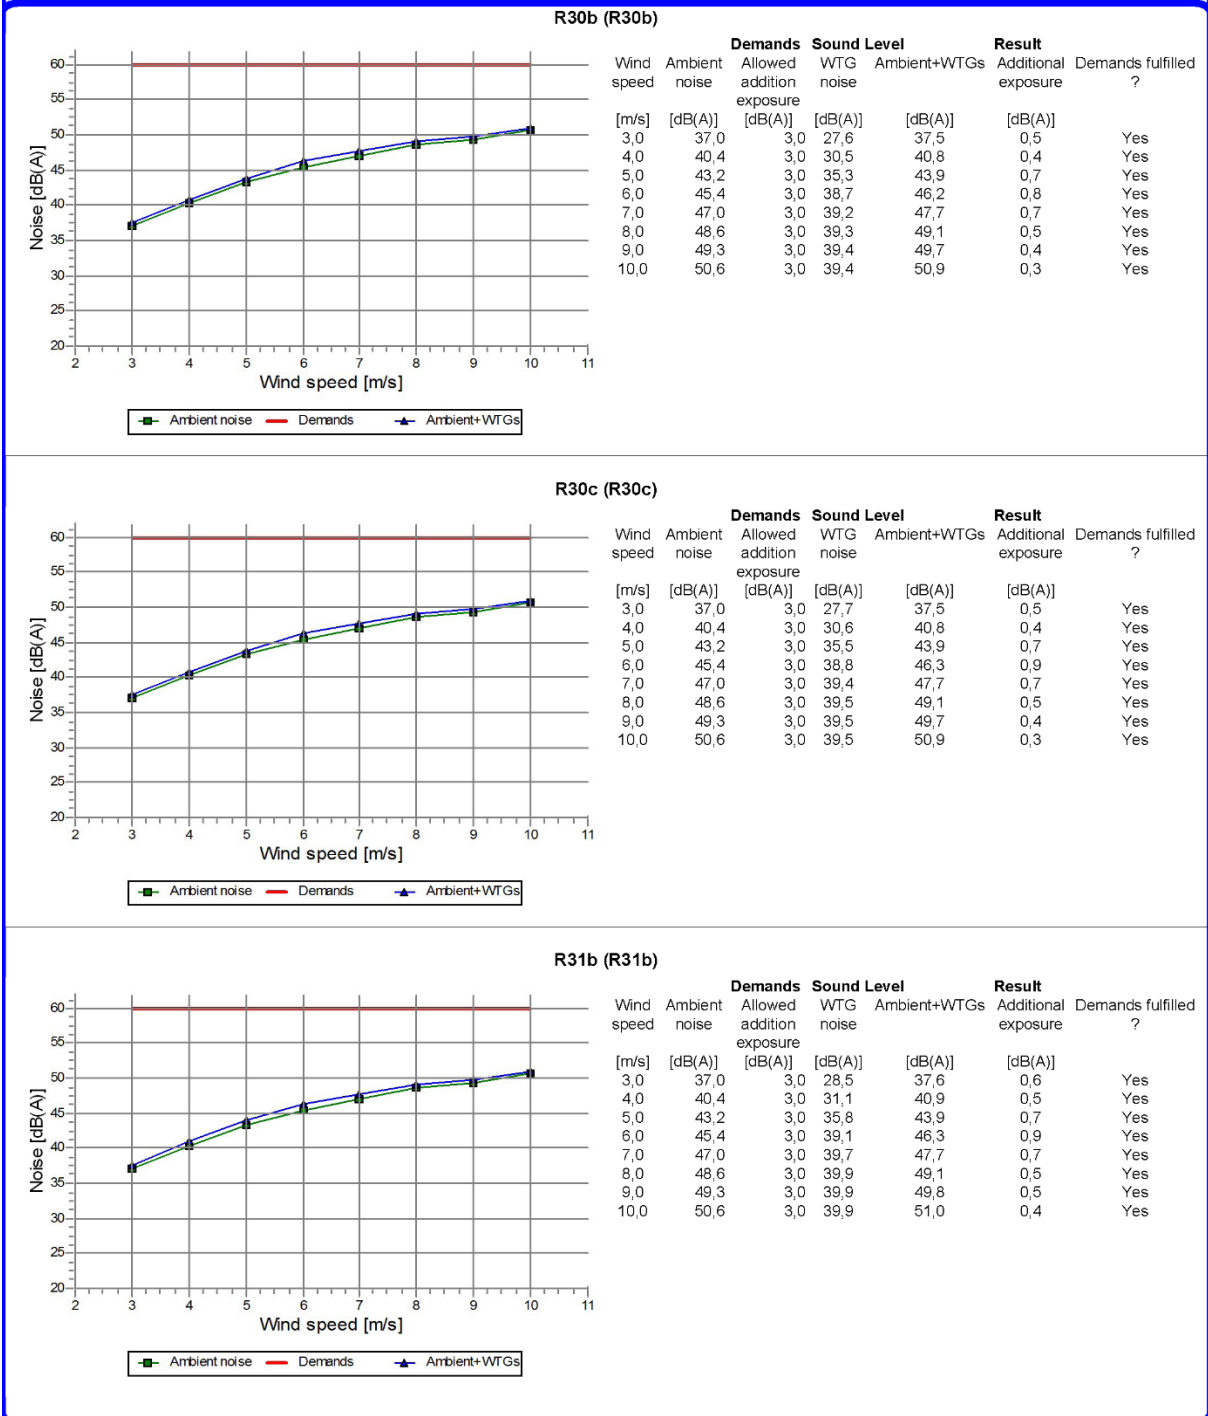 R30b (R30b)
60
55
50
45
40
35
30
25
20
Noise [dB(A)]
2 3 4 5 6 7 8 9 10 11
Wind speed [m/s]
Ambient noise Demands Ambient+WTGs
Demands Sound Level Result
Wind Ambient Allowed WTG Ambient+WTGs Additional Demands fulfilled
speed noise addition noise exposure ?
exposure
[m/s] [dB(A)] [dB(A)] [dB(A)] [dB(A)] [dB(A)]
3,0 37,0 3,0 27,6 37,5 0,5 Yes
4,0 40,4 3,0 30,5 40,8 0,4 Yes
5,0 43,2 3,0 35,3 43,9 0,7 Yes
6,0 45,4 3,0 38,7 46,2 0,8 Yes
7,0 47,0 3,0 39,2 47,7 0,7 Yes
8,0 48,6 3,0 39,3 49,1 0,5 Yes
9,0 49,3 3,0 39,4 49,7 0,4 Yes
10,0 50,6 3,0 39,4 50,9 0,3 Yes
R30c (R30c)
60
55
50
45
40
35
30
25
20
Noise [dB(A)]
2 3 4 5 6 7 8 9 10 11
Wind speed [m/s]
Ambient noise Demands Ambient+WTGs
Demands Sound Level Result
Wind Ambient Allowed WTG Ambient+WTGs Additional Demands fulfilled
speed noise addition noise exposure ?
exposure
[m/s] [dB(A)] [dB(A)] [dB(A)] [dB(A)] [dB(A)]
3,0 37,0 3,0 27,7 37,5 0,5 Yes
4,0 40,4 3,0 30,6 40,8 0,4 Yes
5,0 43,2 3,0 35,5 43,9 0,7 Yes
6,0 45,4 3,0 38,8 46,3 0,9 Yes
7,0 47,0 3,0 39,4 47,7 0,7 Yes
8,0 48,6 3,0 39,5 49,1 0,5 Yes
9,0 49,3 3,0 39,5 49,7 0,4 Yes
10,0 50,6 3,0 39,5 50,9 0,3 Yes
R31b (R31b)
60
55
50
45
40
35
30
25
20
Noise [dB(A)]
2 3 4 5 6 7 8 9 10 11
Wind speed [m/s]
Ambient noise Demands Ambient+WTGs
Demands Sound Level Result
Wind Ambient Allowed WTG Ambient+WTGs Additional Demands fulfilled
speed noise addition noise exposure ?
exposure
[m/s] [dB(A)] [dB(A)] [dB(A)] [dB(A)] [dB(A)]
3,0 37,0 3,0 28,5 37,6 0,6 Yes
4,0 40,4 3,0 31,1 40,9 0,5 Yes
5,0 43,2 3,0 35,8 43,9 0,7 Yes
6,0 45,4 3,0 39,1 46,3 0,9 Yes
7,0 47,0 3,0 39,7 47,7 0,7 Yes
8,0 48,6 3,0 39,9 49,1 0,5 Yes
9,0 49,3 3,0 39,9 49,8 0,5 Yes
10,0 50,6 3,0 39,9 51,0 0,4 Yes